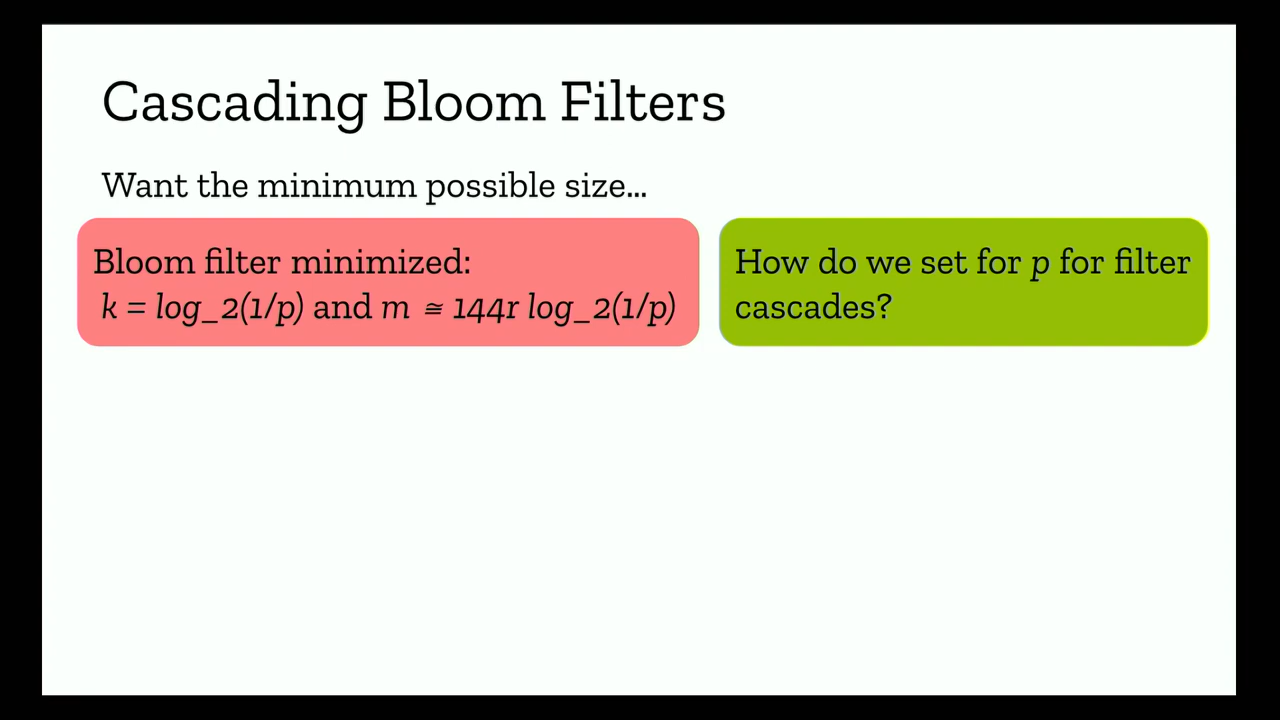 Cascading Bloom Filters
Want the minimum possible size...
Bloom filter minimized:
k = log_2(1/p) and m ≅ 144r log_2(1/p)
How do we set for p for filter
cascades?